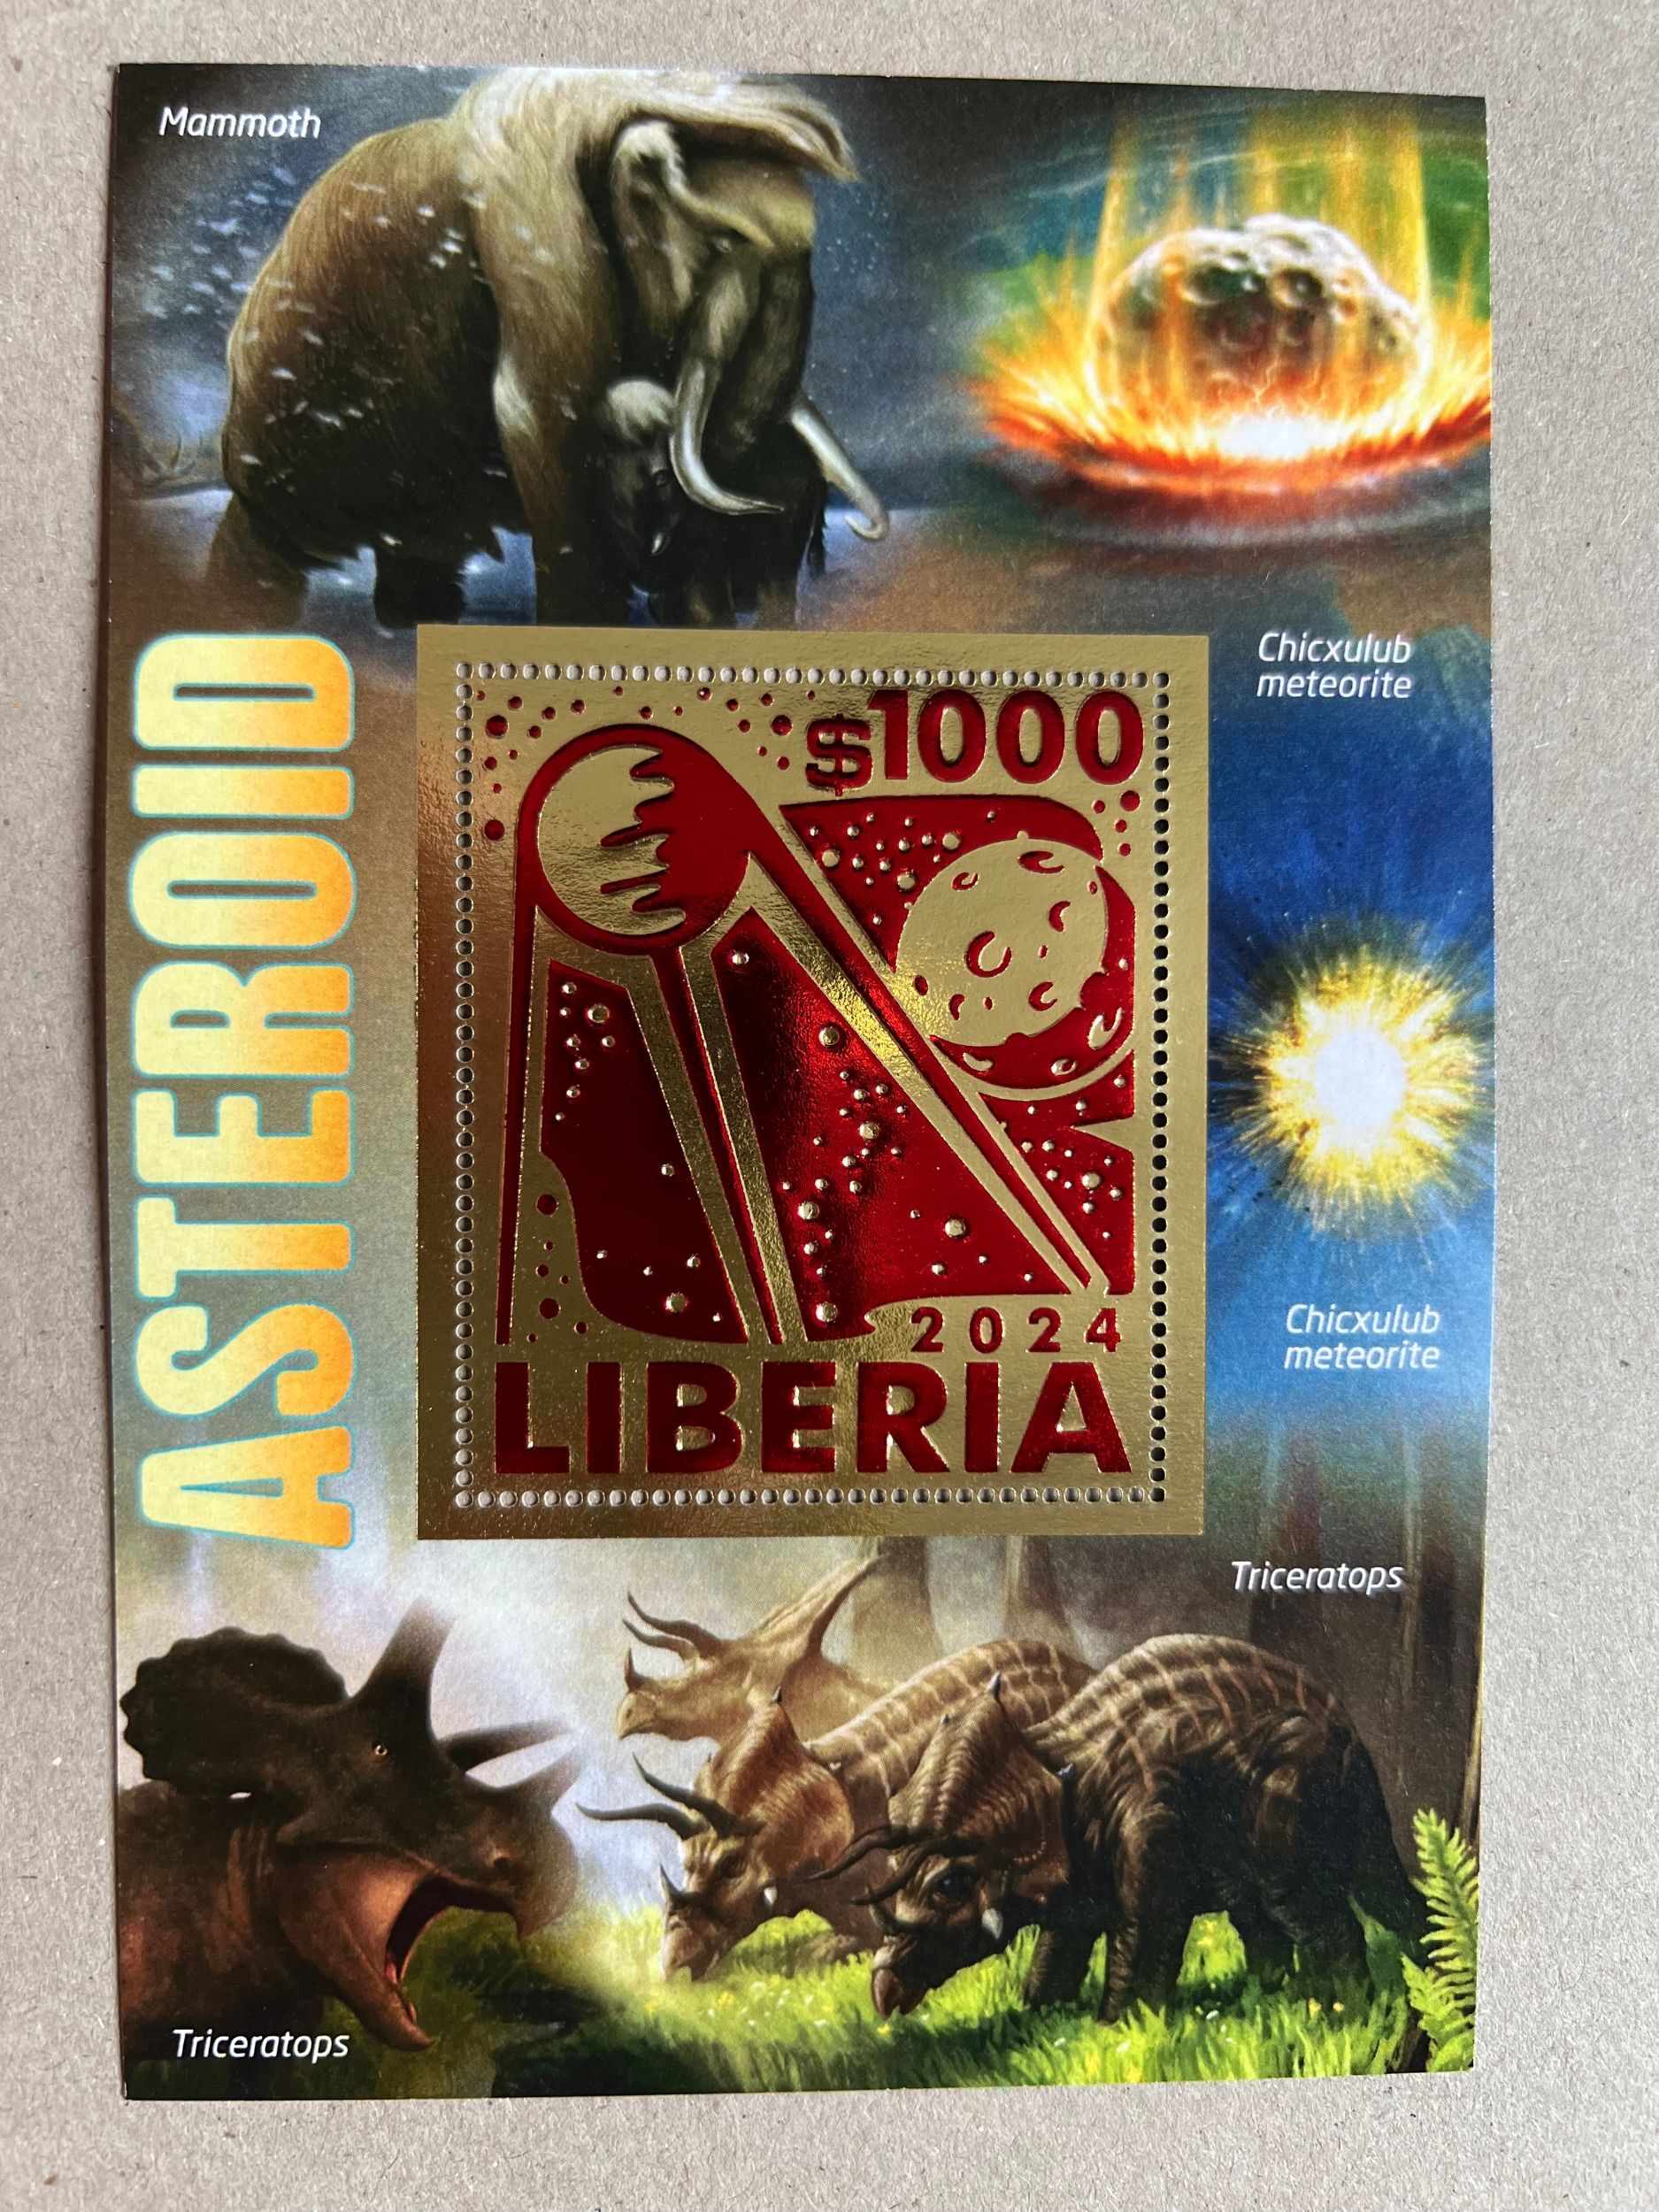 Mammoth
Chicxulub
meteorite
ASTEROID
$1000
2024
LIBERIA
Chicxulub
meteorite
Triceratops
Triceratops